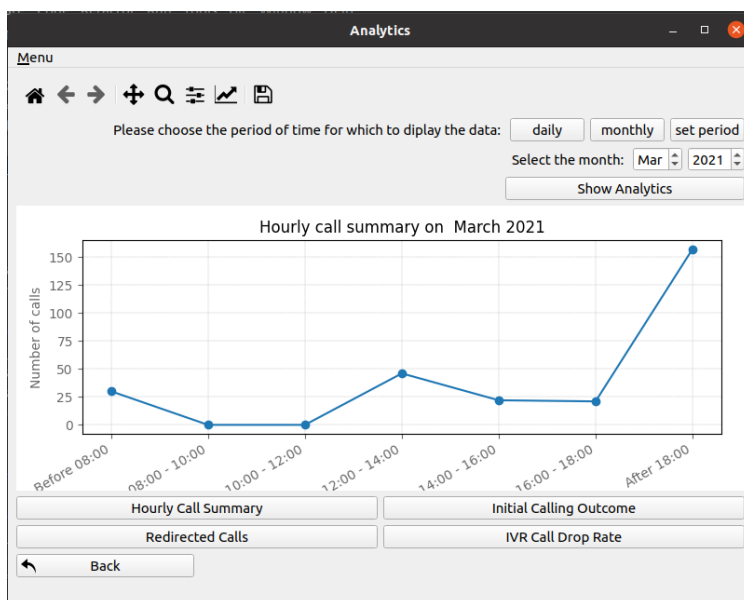 Analytics
Menu
Please choose the period of time for which to diplay the data: daily monthly set period
Select the month: Mar 2021
Show Analytics
Hourly call summary on March 2021
Number of calls
150
125
100
75
50
25
0
Before 08:00
08:00 - 10:00
10:00 - 12:00
12:00 - 14:00
14:00 - 16:00
16:00 - 18:00
After 18:00
Hourly Call Summary Initial Calling Outcome
Redirected Calls IVR Call Drop Rate
Back